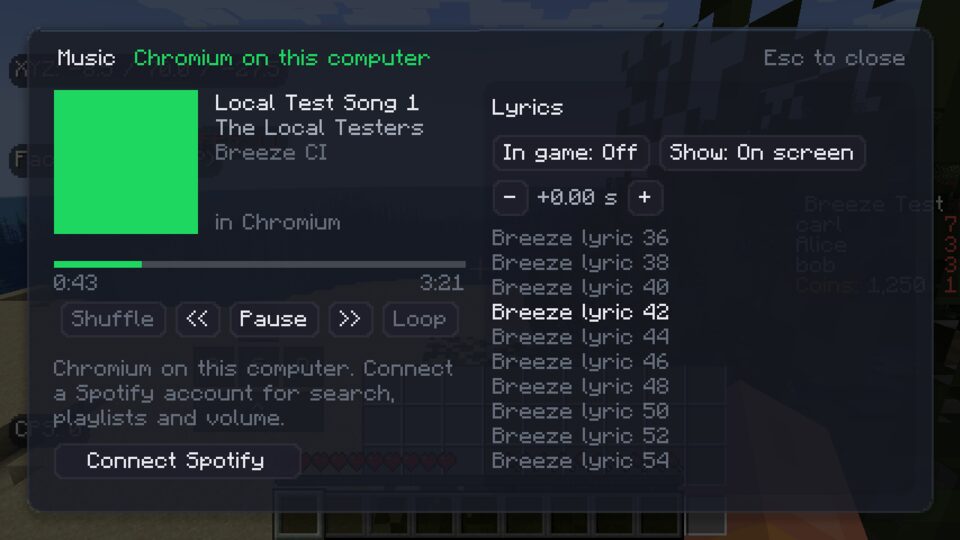 Music Chromium on this computer
Esc to close
Local Test Song 1
The Local Testers
Breeze CI
in Chromium
0:43
3:21
Shuffle << Pause >> Loop
Chromium on this computer. Connect
a Spotify account for search,
playlists and volume.
Connect Spotify
Lyrics
In game: Off Show: On screen
- +0.00 s +
Breeze lyric 36
Breeze lyric 38
Breeze lyric 40
Breeze lyric 42
Breeze lyric 44
Breeze lyric 46
Breeze lyric 48
Breeze lyric 50
Breeze lyric 52
Breeze lyric 54
Breeze Test
carl 7
Alice 3
bob 3
Coins: 1,250 1